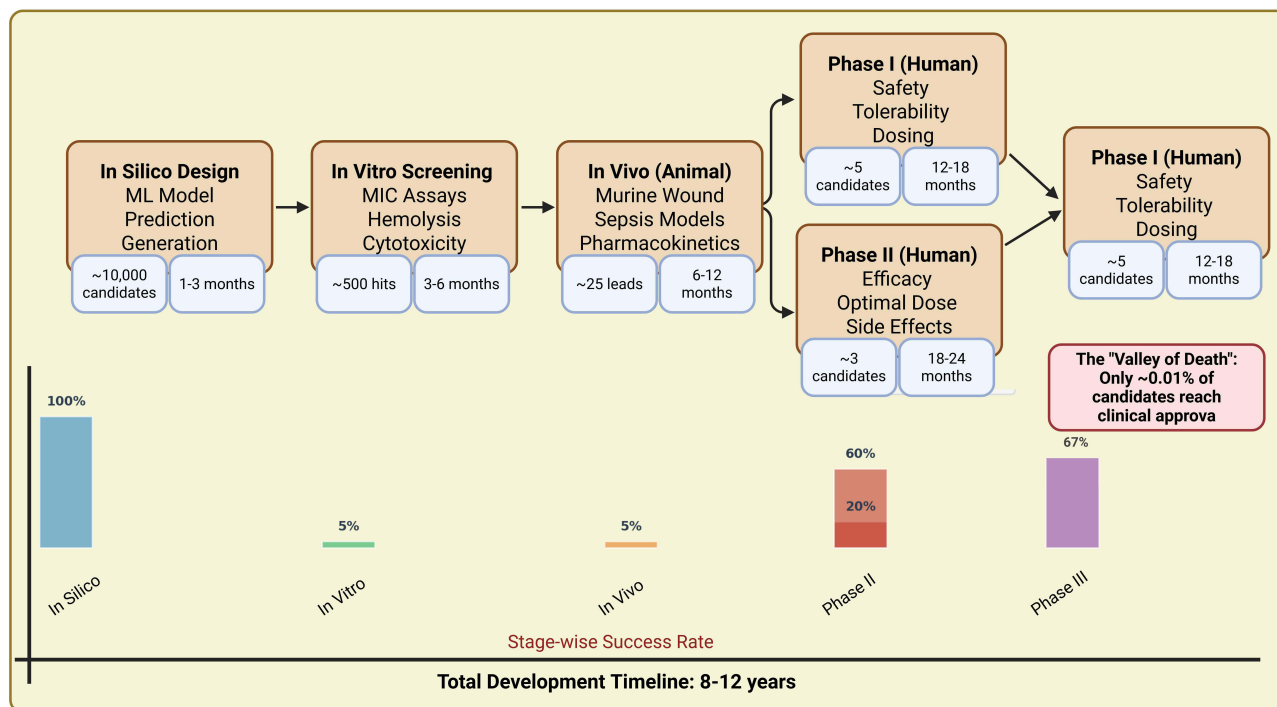 In Silico Design
ML Model
Prediction
Generation
~10,000
candidates
1-3 months
In Vitro Screening
MIC Assays
Hemolysis
Cytotoxicity
~500 hits
3-6 months
In Vivo (Animal)
Murine Wound
Sepsis Models
Pharmacokinetics
~25 leads
6-12
months
Phase I (Human)
Safety
Tolerability
Dosing
~5
candidates
12-18
months
Phase II (Human)
Efficacy
Optimal Dose
Side Effects
~3
candidates
18-24
months
Phase I (Human)
Safety
Tolerability
Dosing
~5
candidates
12-18
months
The "Valley of Death":
Only ~0.01% of
candidates reach
clinical approva
100%
5%
5%
60%
20%
67%
In Silico
In Vitro
In Vivo
Phase II
Phase III
Stage-wise Success Rate
Total Development Timeline: 8-12 years